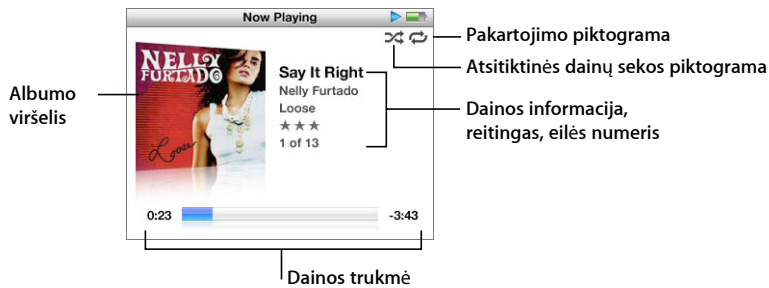 Now Playing
Pakartojimo piktograma
Atsitiktinės dainų sekos piktograma
Albumo
viršelis
NELLY
FURTADO
Loose
Say It Right
Nelly Furtado
Loose
★★★
1 of 13
Dainos informacija,
reitingas, eilės numeris
0:23
-3:43
Dainos trukmė